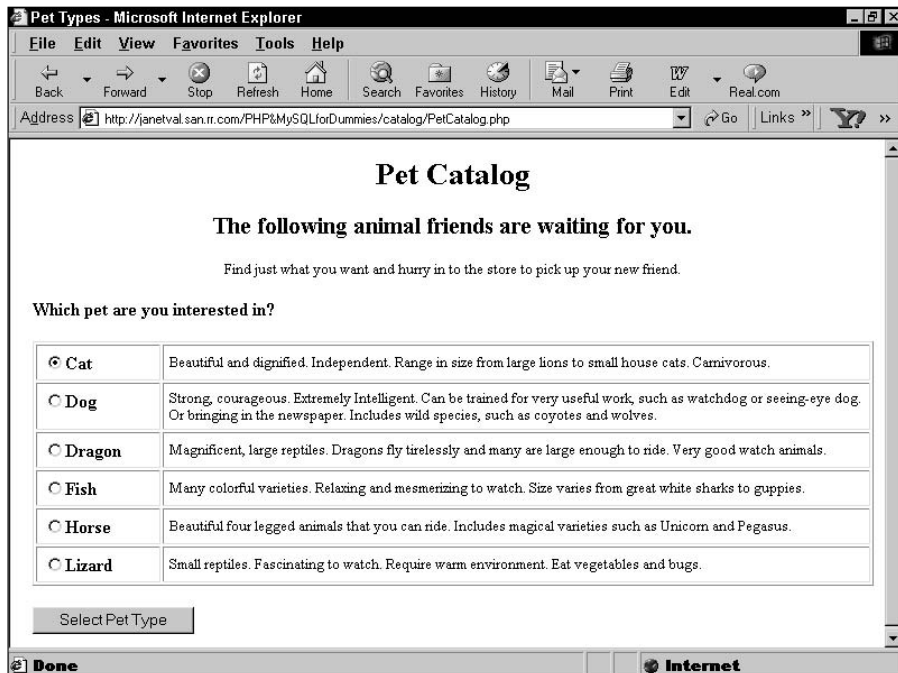 Pet Types - Microsoft Internet Explorer
File Edit View Favorites Tools Help
Back Forward Stop Refresh Home Search Favorites History Mail Print Edit Real.com
Address http://janetval.san.rr.com/PHP&MySQLforDummies/catalog/PetCatalog.php Go Links »
Pet Catalog
The following animal friends are waiting for you.
Find just what you want and hurry in to the store to pick up your new friend.
Which pet are you interested in?
Cat Beautiful and dignified. Independent. Range in size from large lions to small house cats. Carnivorous.
Dog Strong, courageous. Extremely Intelligent. Can be trained for very useful work, such as watchdog or seeing-eye dog.
Or bringing in the newspaper. Includes wild species, such as coyotes and wolves.
Dragon Magnificent, large reptiles. Dragons fly tirelessly and many are large enough to ride. Very good watch animals.
Fish Many colorful varieties. Relaxing and mesmerizing to watch. Size varies from great white sharks to guppies.
Horse Beautiful four legged animals that you can ride. Includes magical varieties such as Unicorn and Pegasus.
Lizard Small reptiles. Fascinating to watch. Require warm environment. Eat vegetables and bugs.
Select Pet Type
Done Internet